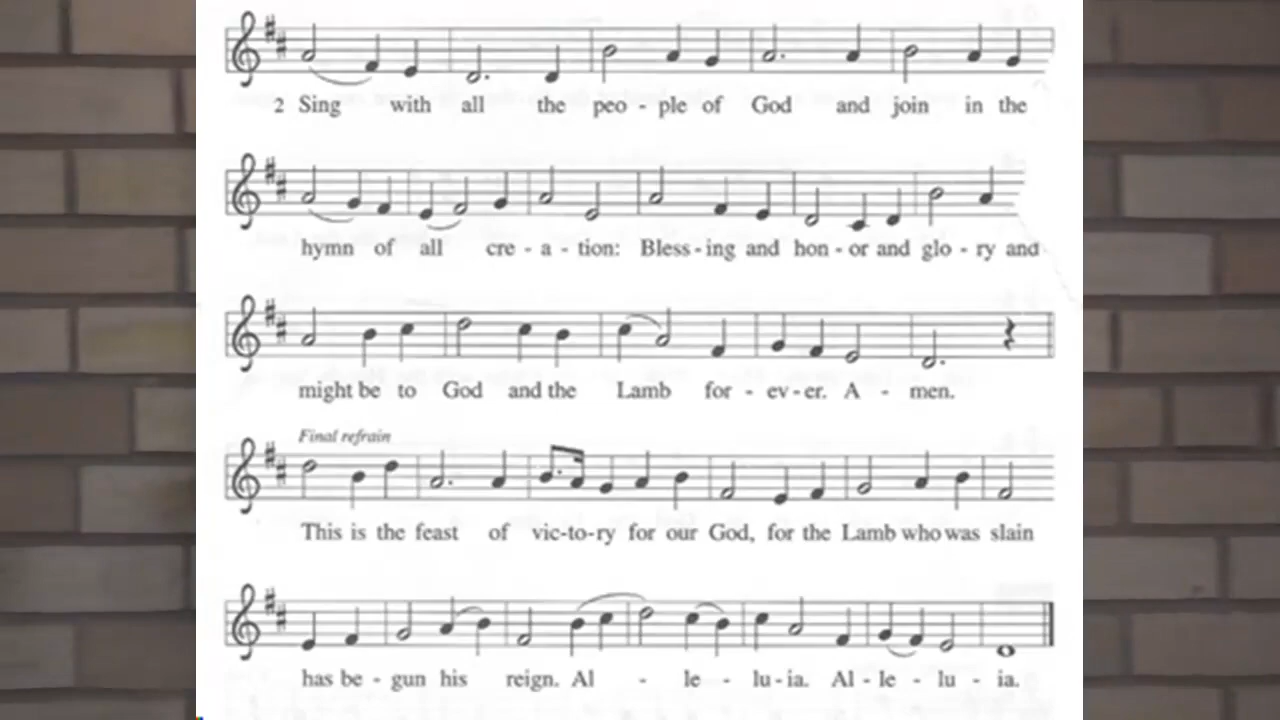 2 Sing with all the peo - ple of God and join in the
hymn of all cre - a - tion: Bless - ing and hon - or and glo - ry and
might be to God and the Lamb for - ev - er. A - men.
Final refrain
This is the feast of vic-to-ry for our God, for the Lamb who was slain
has be - gun his reign. Al - le - lu - ia. Al - le - lu - ia.